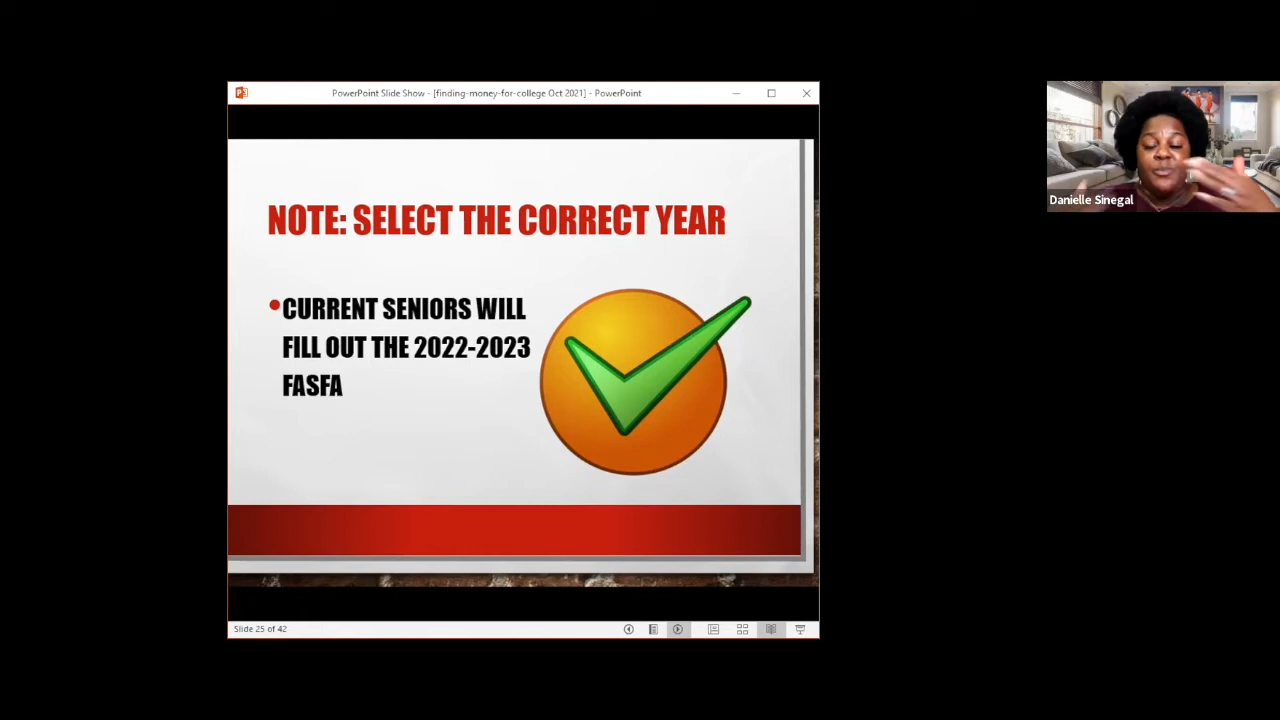 PowerPoint Slide Show - [finding-money-for-college Oct 2021] - PowerPoint
NOTE: SELECT THE CORRECT YEAR
CURRENT SENIORS WILL
FILL OUT THE 2022-2023
FASFA
Slide 25 of 42
Danielle Sinegal